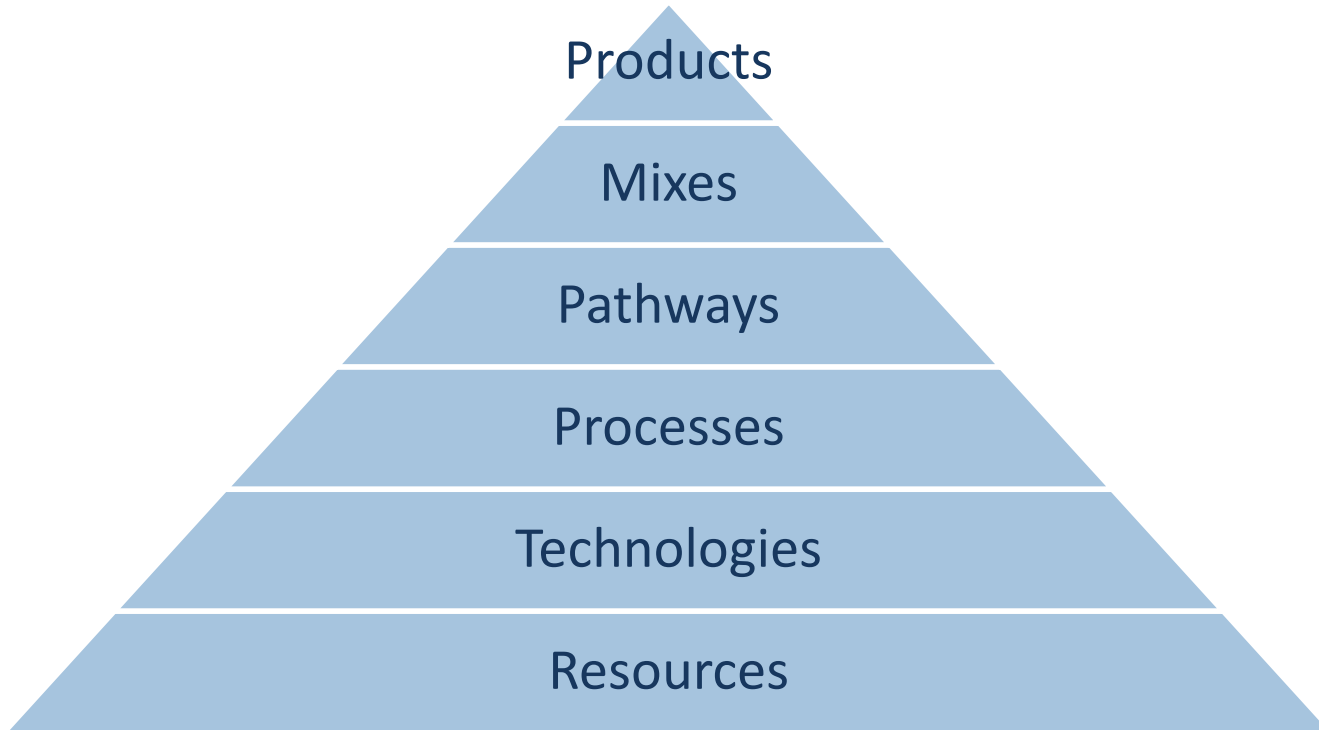 Products
Mixes
Pathways
Processes
Technologies
Resources